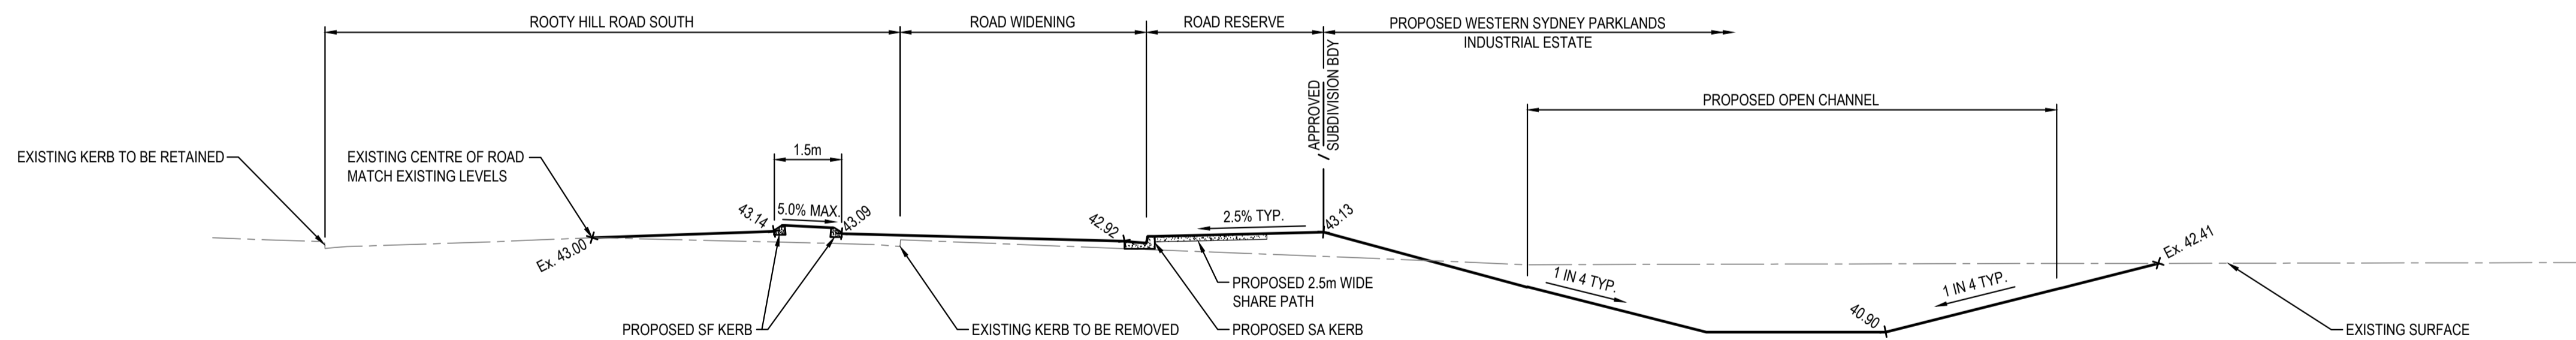 ROOTY HILL ROAD SOUTH
ROAD WIDENING
ROAD RESERVE
PROPOSED WESTERN SYDNEY PARKLANDS
INDUSTRIAL ESTATE
APPROVED
SUBDIVISION BDY
PROPOSED OPEN CHANNEL
EXISTING KERB TO BE RETAINED
EXISTING CENTRE OF ROAD
MATCH EXISTING LEVELS
1.5m
43.14
5.0% MAX.
43.09
Ex. 43.00
42.92
2.5% TYP.
43.13
1 IN 4 TYP.
1 IN 4 TYP.
Ex. 42.41
40.90
PROPOSED 2.5m WIDE
SHARE PATH
PROPOSED SF KERB
EXISTING KERB TO BE REMOVED
PROPOSED SA KERB
EXISTING SURFACE